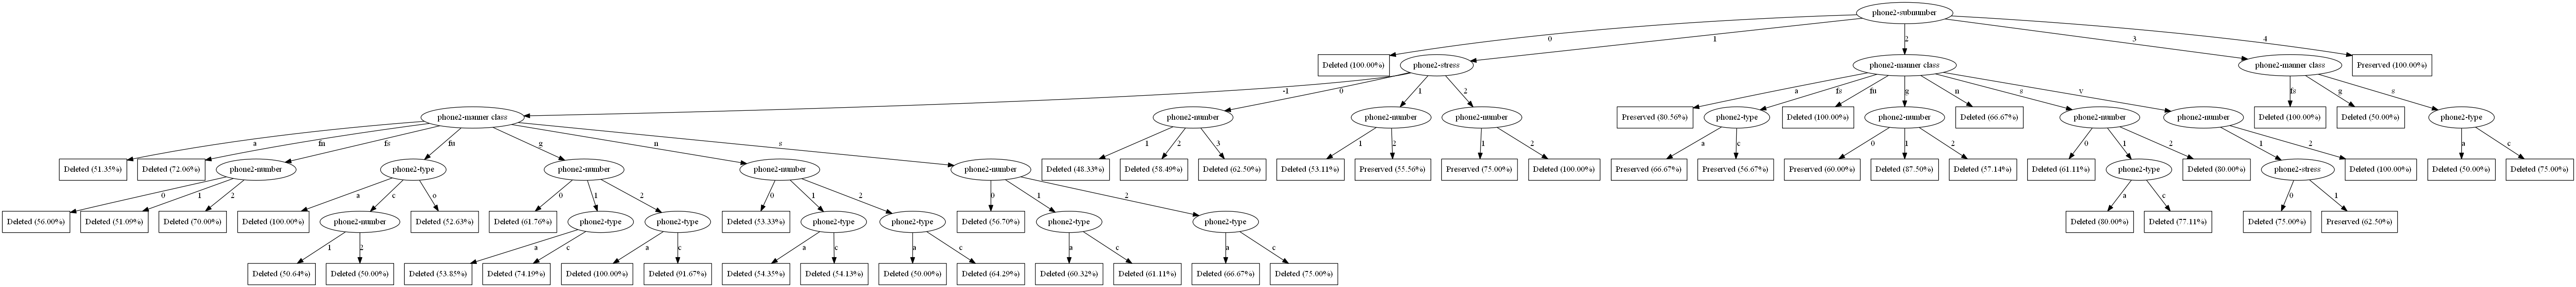 phone2-subnumber
0 1 2 3 4
Deleted (100.00%) phone2-stress phone2-manner class phone2-manner class Preserved (100.00%)
-1 0 1 2 a fs fn g n s v fs g s
phone2-manner class phone2-number phone2-number phone2-number Preserved (80.56%) phone2-type Deleted (100.00%) phone2-number Deleted (66.67%) phone2-number phone2-number Deleted (100.00%) Deleted (50.00%) phone2-type
a fn fs fn g n s 1 2 3 1 2 1 2 a c 0 1 2 0 1 2 1 2 a c
Deleted (51.35%) Deleted (72.06%) phone2-number phone2-type phone2-number phone2-number phone2-number Deleted (48.33%) Deleted (58.49%) Deleted (62.50%) Deleted (53.11%) Preserved (55.56%) Preserved (75.00%) Deleted (100.00%) Preserved (66.67%) Preserved (56.67%) Preserved (60.00%) Deleted (87.50%) Deleted (57.14%) Deleted (61.11%) phone2-type Deleted (80.00%) phone2-stress Deleted (100.00%) Deleted (50.00%) Deleted (75.00%)
0 1 2 a c o 0 1 2 0 1 2 0 1 2 a c 0 1
Deleted (56.00%) Deleted (51.09%) Deleted (70.00%) Deleted (100.00%) phone2-number Deleted (52.63%) Deleted (61.76%) phone2-type phone2-type Deleted (53.33%) phone2-type phone2-type Deleted (56.70%) phone2-type phone2-type Deleted (80.00%) Deleted (77.11%) Deleted (75.00%) Preserved (62.50%)
1 2 a c a c a c a c a c a c
Deleted (50.64%) Deleted (50.00%) Deleted (53.85%) Deleted (74.19%) Deleted (100.00%) Deleted (91.67%) Deleted (54.35%) Deleted (54.13%) Deleted (50.00%) Deleted (64.29%) Deleted (60.32%) Deleted (61.11%) Deleted (66.67%) Deleted (75.00%)